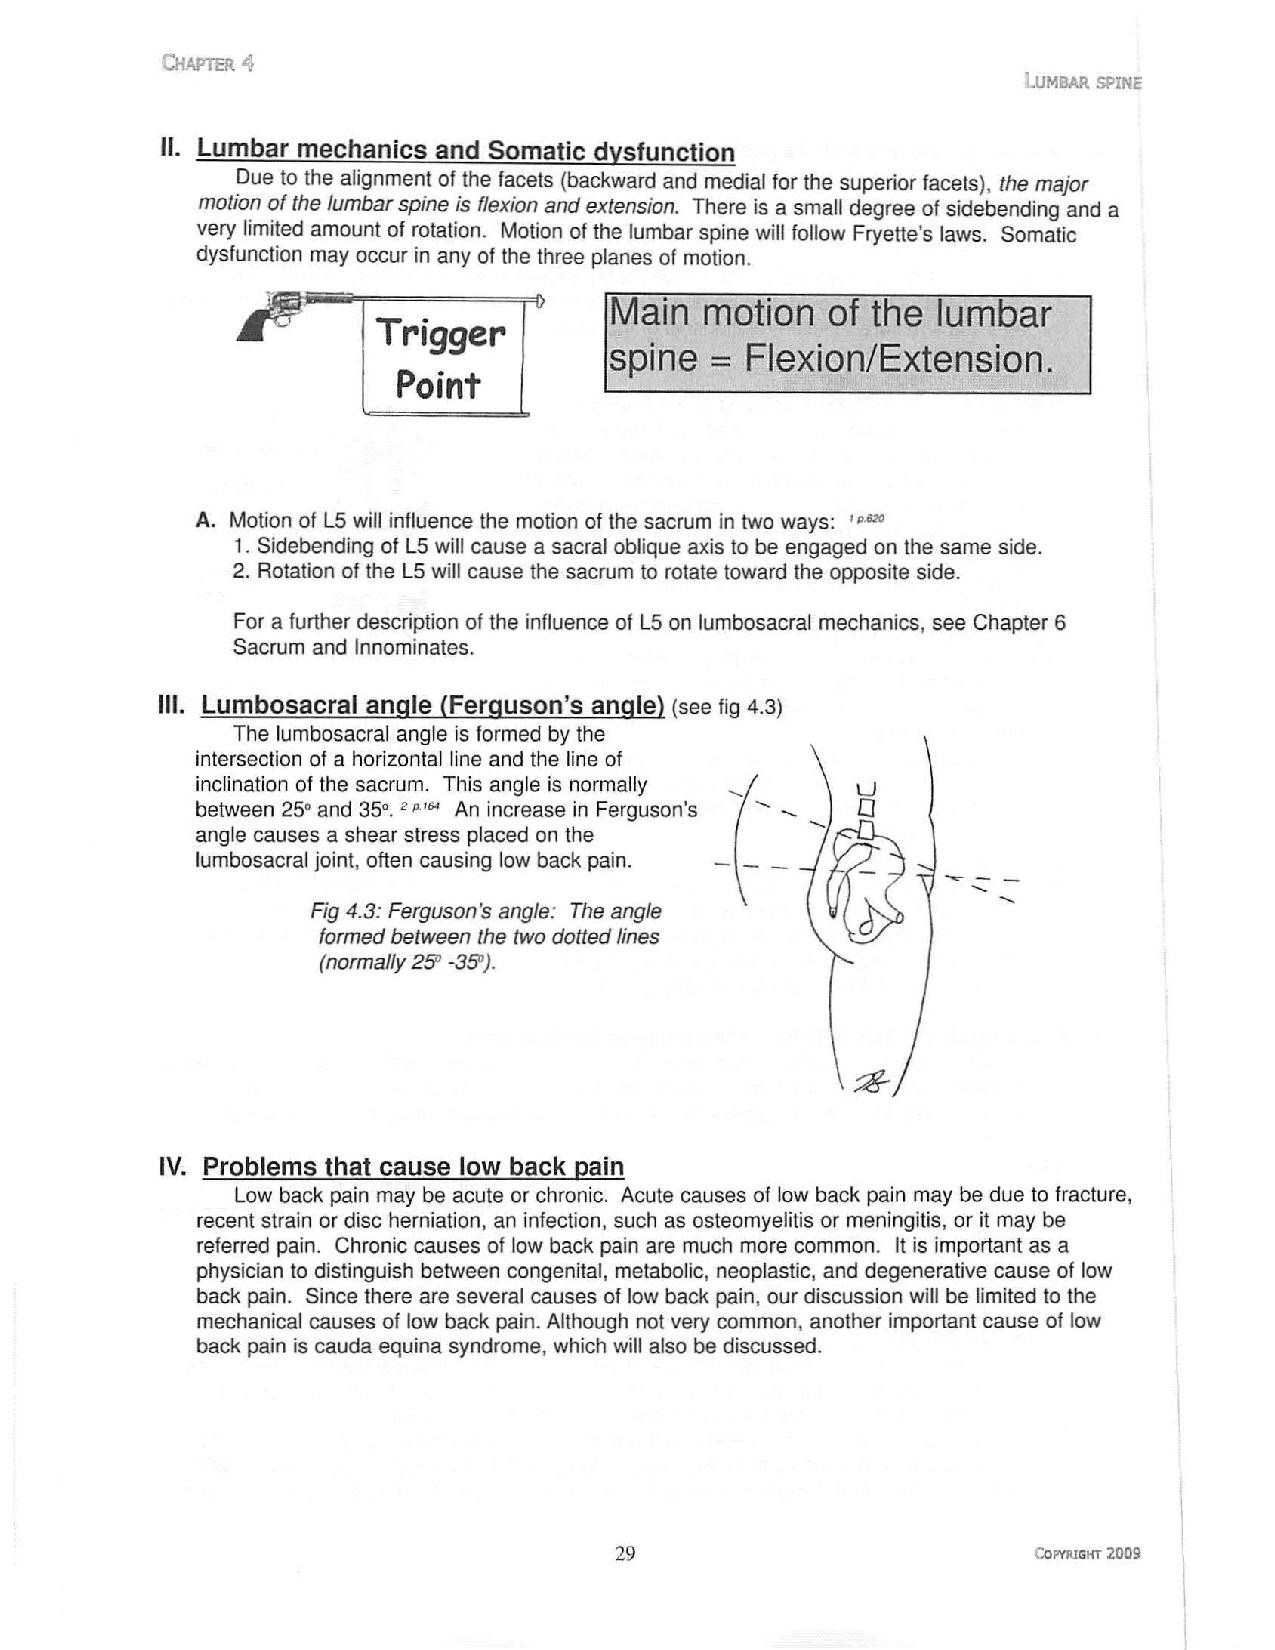 CHAPTER 4
LUMBAR SPINE
II. Lumbar mechanics and Somatic dysfunction
Due to the alignment of the facets (backward and medial for the superior facets), the major
motion of the lumbar spine is flexion and extension. There is a small degree of sidebending and a
very limited amount of rotation. Motion of the lumbar spine will follow Fryette's laws. Somatic
dysfunction may occur in any of the three planes of motion.
Trigger
Point
Main motion of the lumbar
spine = Flexion/Extension.
A. Motion of L5 will influence the motion of the sacrum in two ways: 1 p.620
1. Sidebending of L5 will cause a sacral oblique axis to be engaged on the same side.
2. Rotation of the L5 will cause the sacrum to rotate toward the opposite side.
For a further description of the influence of L5 on lumbosacral mechanics, see Chapter 6
Sacrum and Innominates.
III. Lumbosacral angle (Ferguson's angle) (see fig 4.3)
The lumbosacral angle is formed by the
intersection of a horizontal line and the line of
inclination of the sacrum. This angle is normally
between 25º and 35º. 2 p.164 An increase in Ferguson's
angle causes a shear stress placed on the
lumbosacral joint, often causing low back pain.
Fig 4.3: Ferguson's angle: The angle
formed between the two dotted lines
(normally 25º -35º).
IV. Problems that cause low back pain
Low back pain may be acute or chronic. Acute causes of low back pain may be due to fracture,
recent strain or disc herniation, an infection, such as osteomyelitis or meningitis, or it may be
referred pain. Chronic causes of low back pain are much more common. It is important as a
physician to distinguish between congenital, metabolic, neoplastic, and degenerative cause of low
back pain. Since there are several causes of low back pain, our discussion will be limited to the
mechanical causes of low back pain. Although not very common, another important cause of low
back pain is cauda equina syndrome, which will also be discussed.
29
COPYRIGHT 2009